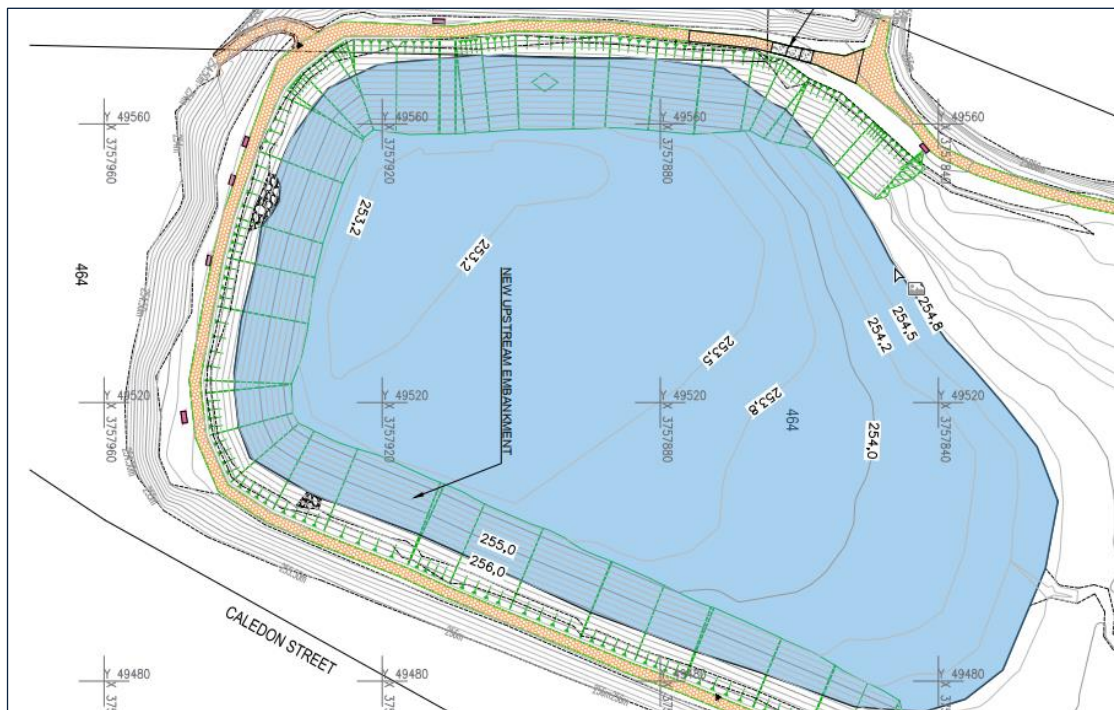 Y 49560
X 3757960
Y 49560
X 3757920
Y 49560
X 3757880
Y 49560
X 3757840
253,2
253,2
464
NEW UPSTREAM EMBANKMENT
254,8
254,5
254,2
253,5
253,8
464
254,0
Y 49520
X 3757960
Y 49520
X 3757920
Y 49520
X 3757880
Y 49520
X 3757840
255,0
256,0
CALEDON STREET
256m
Y 49480
Y 49480
Y 49480
Y 49480